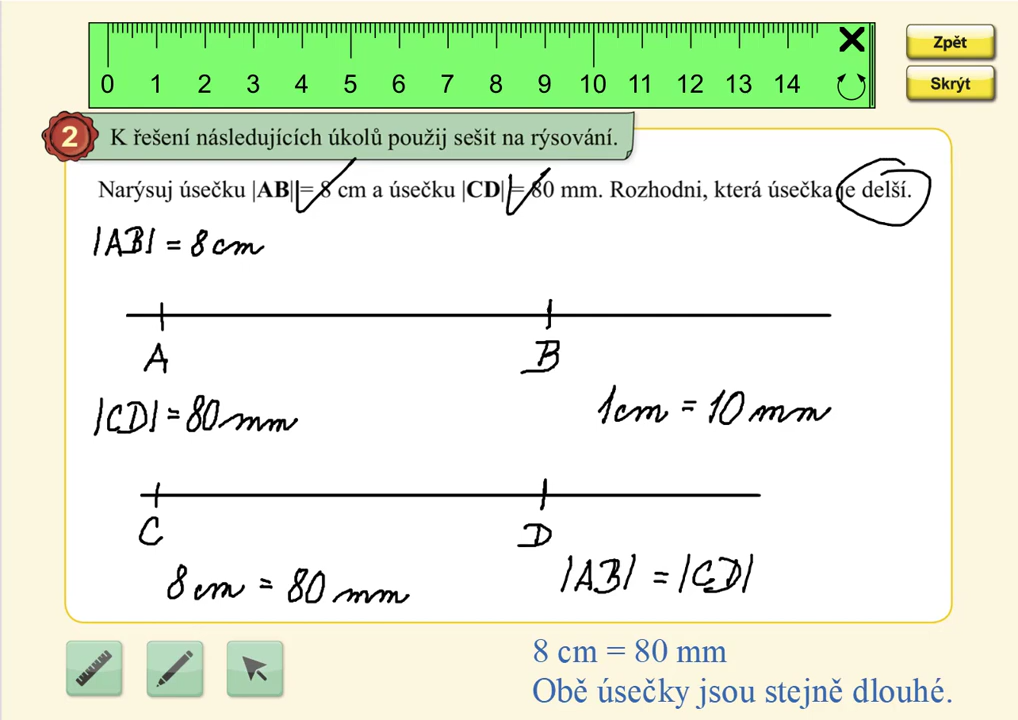 0 1 2 3 4 5 6 7 8 9 10 11 12 13 14
Zpět
Skrýt
2 K řešení následujících úkolů použij sešit na rýsování.
Narýsuj úsečku |AB| = 8 cm a úsečku |CD| = 80 mm. Rozhodni, která úsečka je delší.
|AB| = 8 cm
A B
|CD| = 80 mm
1 cm = 10 mm
C D
8 cm = 80 mm
|AB| = |CD|
8 cm = 80 mm
Obě úsečky jsou stejně dlouhé.